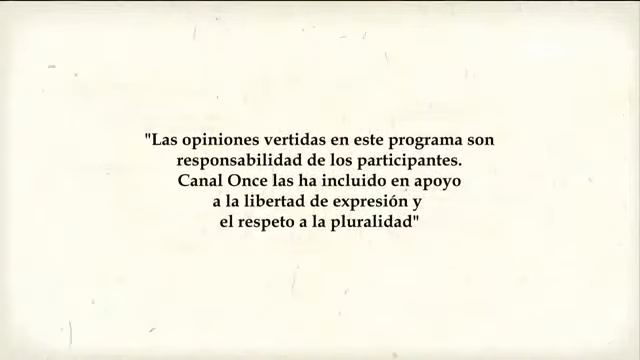 "Las opiniones vertidas en este programa son
responsabilidad de los participantes.
Canal Once las ha incluido en apoyo
a la libertad de expresión y
el respeto a la pluralidad"